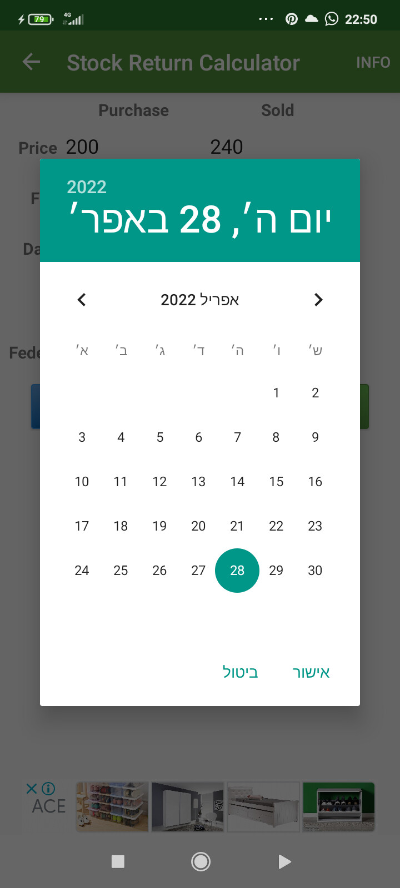 79 4G 22:50
Stock Return Calculator INFO
Purchase Sold
Price 200 240
F
Da
Fede
2022
יום ה׳, 28 באפר׳
אפריל 2022
א׳ ב׳ ג׳ ד׳ ה׳ ו׳ ש׳
1 2
3 4 5 6 7 8 9
10 11 12 13 14 15 16
17 18 19 20 21 22 23
24 25 26 27 28 29 30
ביטול אישור
ACE